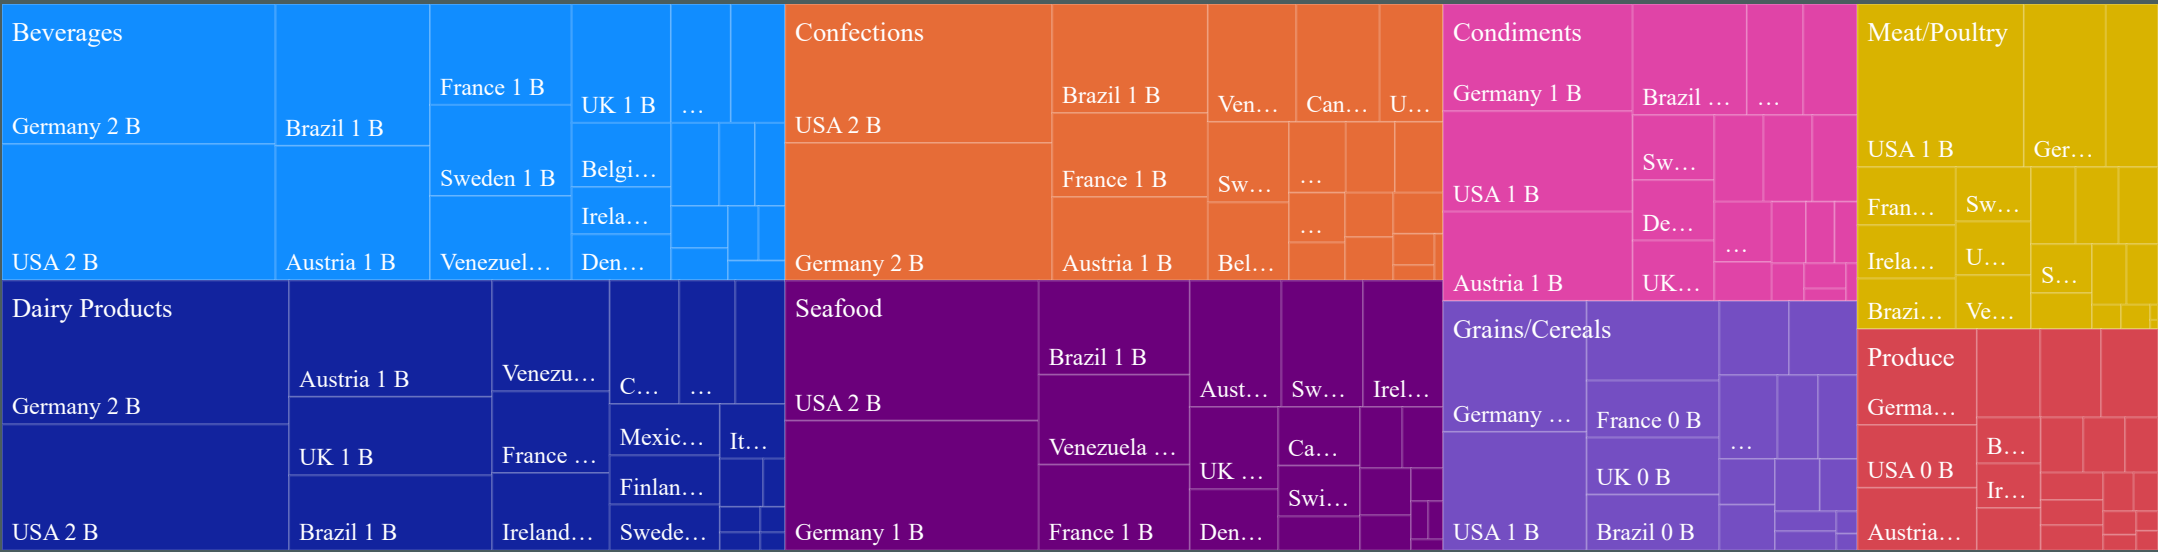 Beverages
Germany 2 B
USA 2 B
Brazil 1 B
Austria 1 B
France 1 B
Sweden 1 B
Venezuel…
UK 1 B
Belgi…
Irela…
Den…
…
Confections
USA 2 B
Germany 2 B
Brazil 1 B
France 1 B
Austria 1 B
Ven…
Can…
U…
Sw…
Bel…
…
…
Condiments
Germany 1 B
USA 1 B
Austria 1 B
Brazil …
…
Sw…
De…
UK…
…
Meat/Poultry
USA 1 B
Ger…
Fran…
Irela…
Brazi…
Sw…
U…
Ve…
S…
Dairy Products
Germany 2 B
USA 2 B
Austria 1 B
UK 1 B
Brazil 1 B
Venezu…
France …
Ireland…
C…
…
Mexic…
Finlan…
Swede…
It…
Seafood
USA 2 B
Germany 1 B
Brazil 1 B
Venezuela …
France 1 B
Aust…
Sw…
Irel…
UK …
Den…
Ca…
Swi…
Grains/Cereals
Germany …
USA 1 B
France 0 B
UK 0 B
Brazil 0 B
…
Produce
Germa…
USA 0 B
Austria…
B…
Ir…